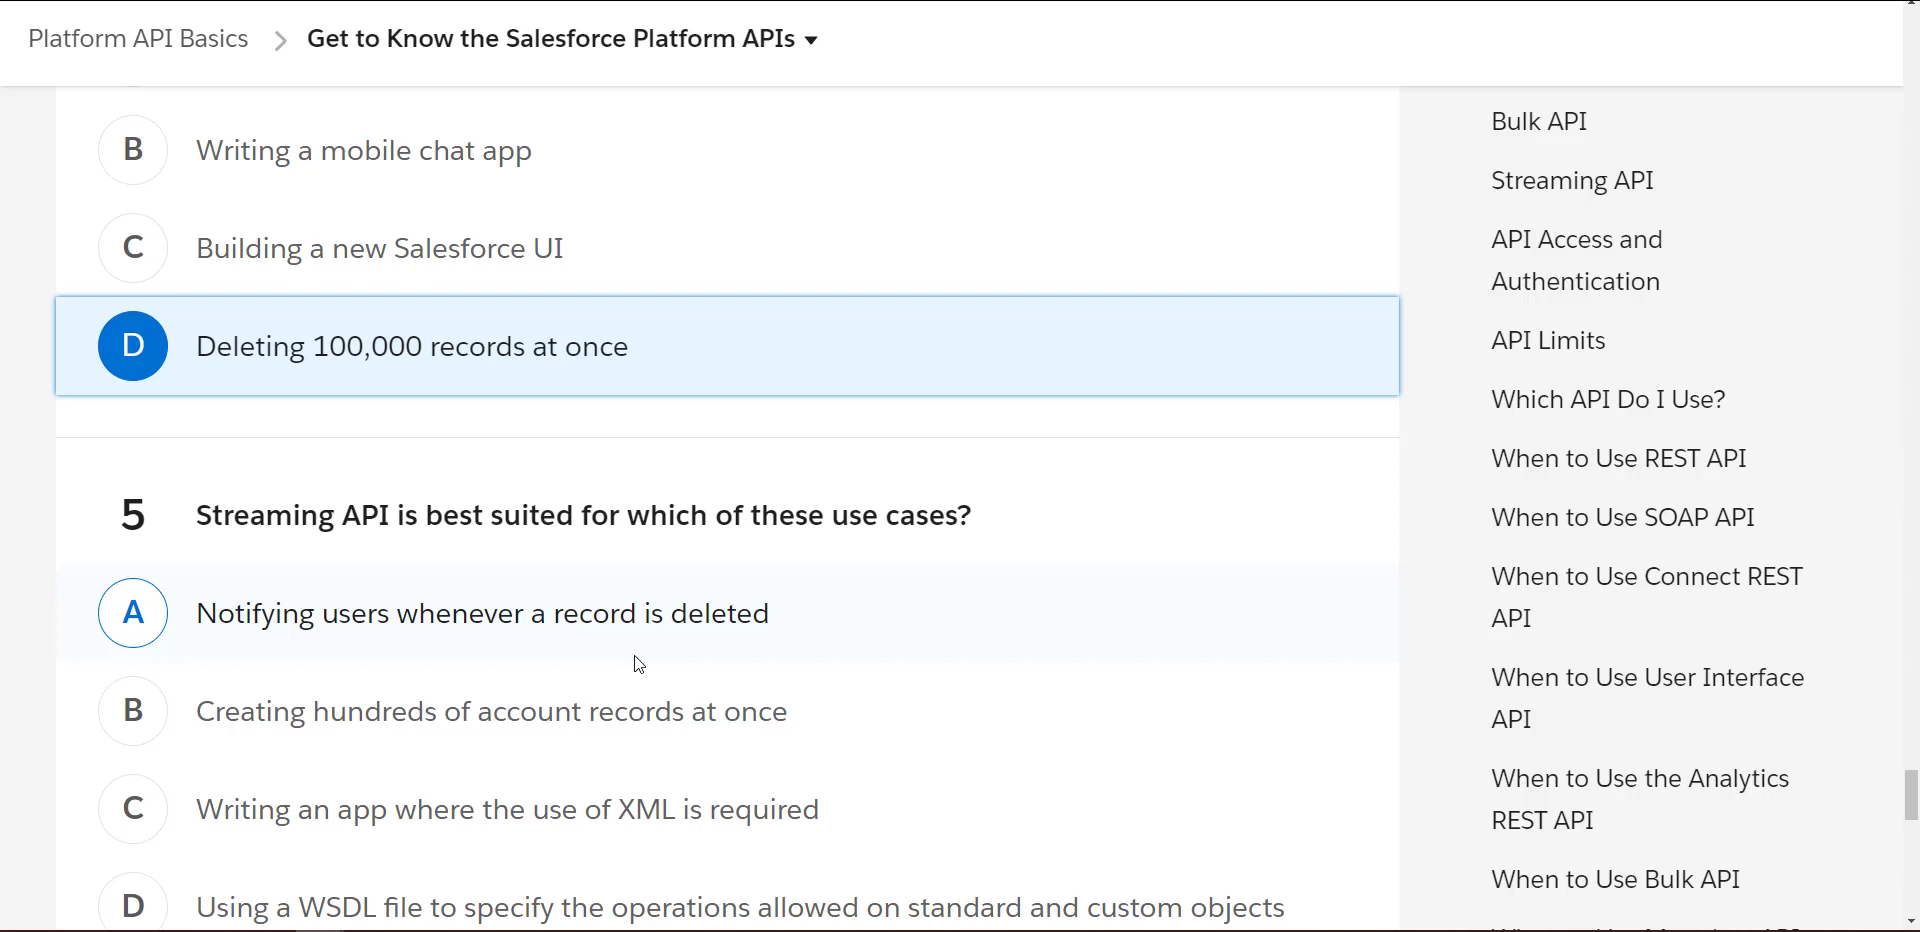 Platform API Basics > Get to Know the Salesforce Platform APIs
B Writing a mobile chat app
C Building a new Salesforce UI
D Deleting 100,000 records at once
5 Streaming API is best suited for which of these use cases?
A Notifying users whenever a record is deleted
B Creating hundreds of account records at once
C Writing an app where the use of XML is required
D Using a WSDL file to specify the operations allowed on standard and custom objects
Bulk API
Streaming API
API Access and
Authentication
API Limits
Which API Do I Use?
When to Use REST API
When to Use SOAP API
When to Use Connect REST
API
When to Use User Interface
API
When to Use the Analytics
REST API
When to Use Bulk API